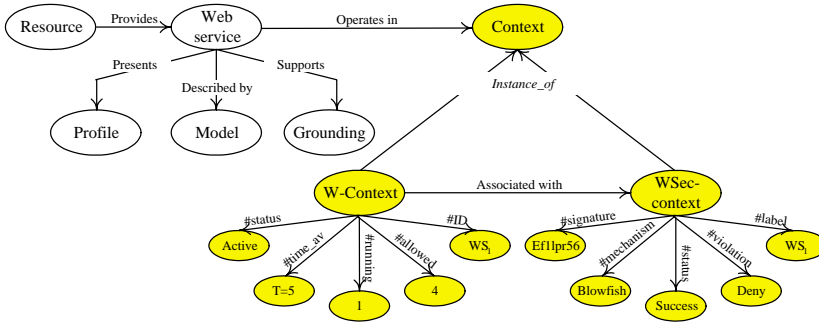 Resource
Provides
Web
service
Operates in
Context
Presents
Described by
Supports
Instance_of
Profile
Model
Grounding
W-Context
Associated with
WSec-
context
#status
#time_av
#running
#allowed
#ID
Active
T=5
1
4
WS1
#signature
#mechanism
#status
#violation
#label
Ef1lpr56
Blowfish
Success
Deny
WS1